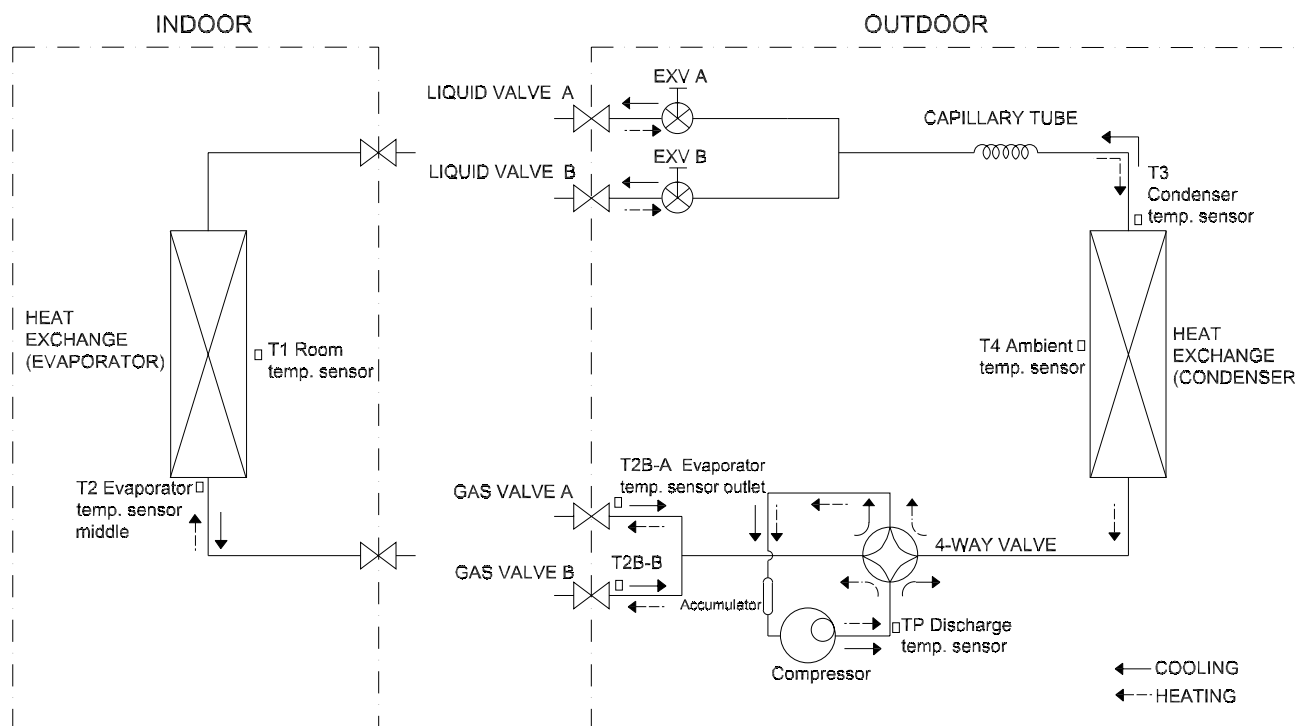 INDOOR
OUTDOOR
LIQUID VALVE A
EXV A
LIQUID VALVE B
EXV B
CAPILLARY TUBE
T3
Condenser
temp. sensor
HEAT
EXCHANGE
(EVAPORATOR)
T1 Room
temp. sensor
T4 Ambient
temp. sensor
HEAT
EXCHANGE
(CONDENSER
T2 Evaporator
temp. sensor
middle
GAS VALVE A
T2B-A Evaporator
temp. sensor outlet
4-WAY VALVE
GAS VALVE B
T2B-B
Accumulator
TP Discharge
temp. sensor
Compressor
COOLING
HEATING